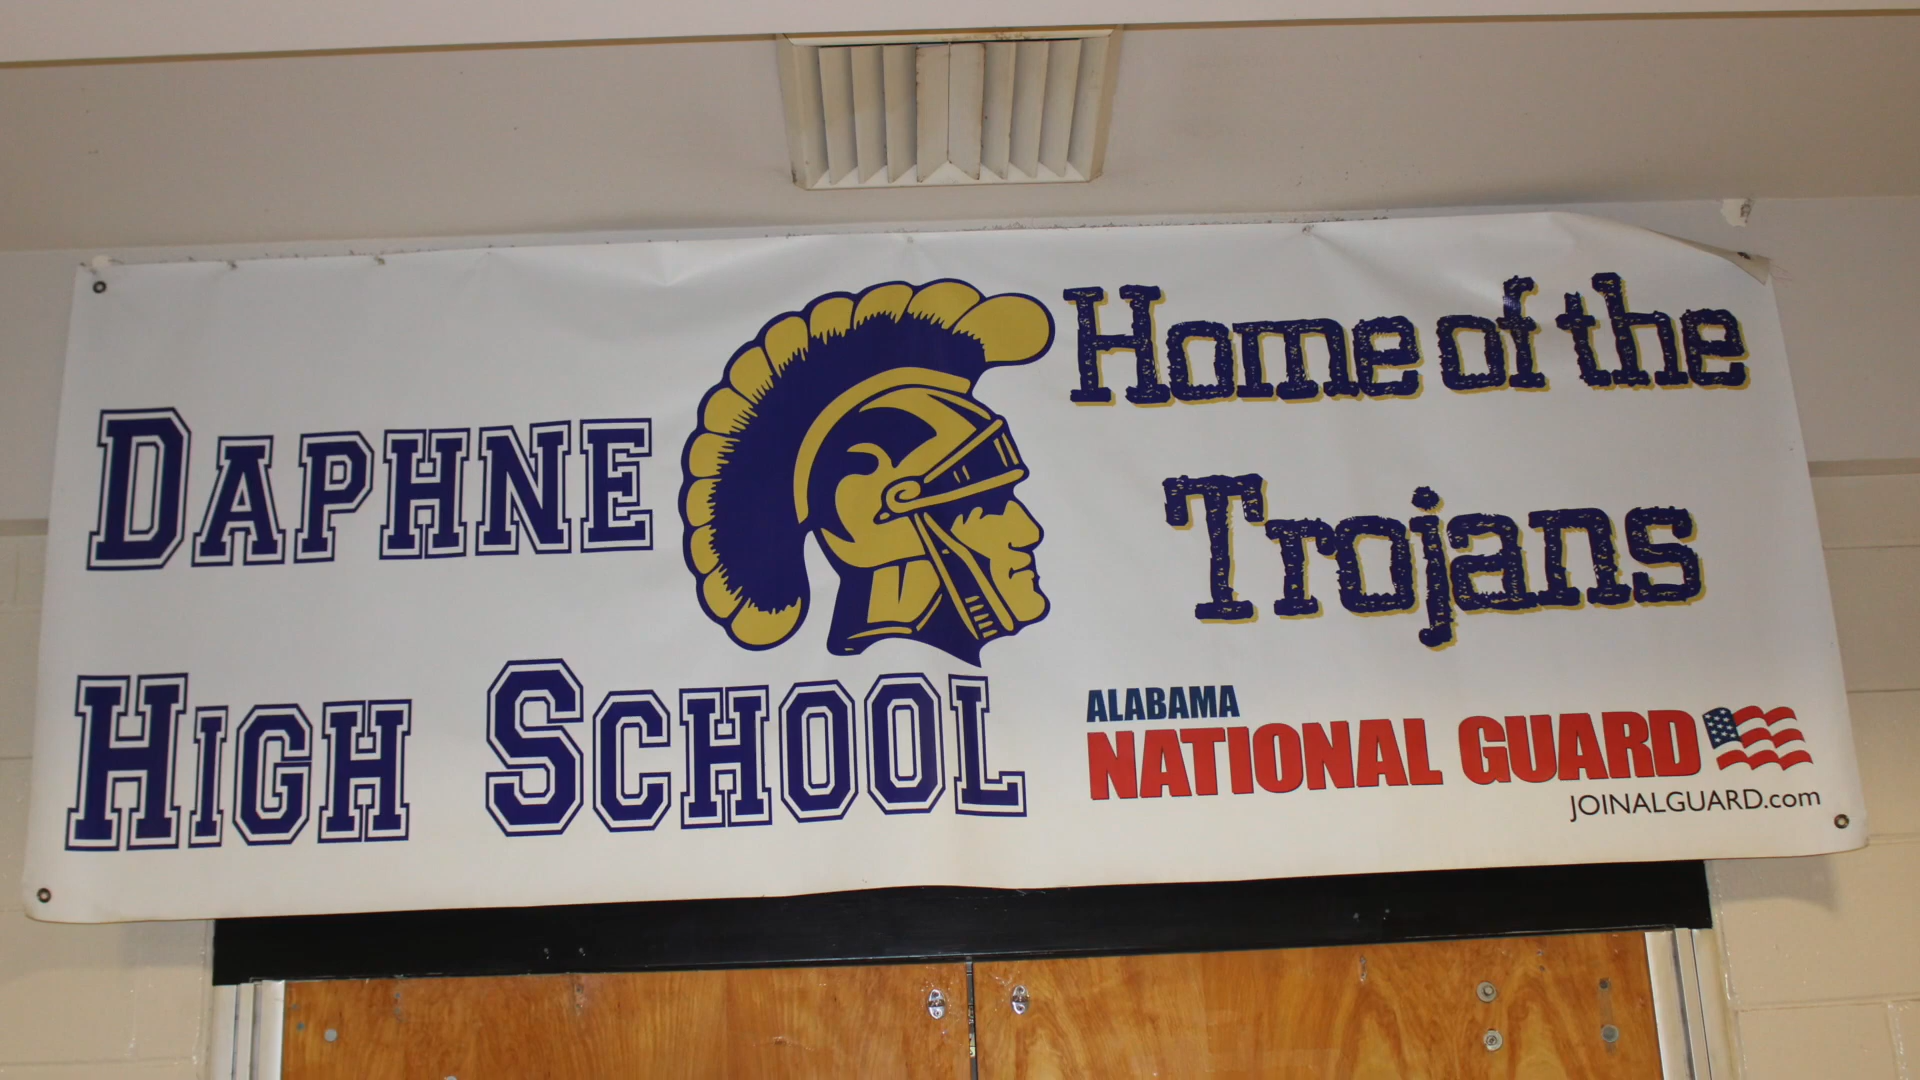 DAPHNE
HIGH SCHOOL
Home of the
Trojans
ALABAMA
NATIONAL GUARD
JOINALGUARD.com